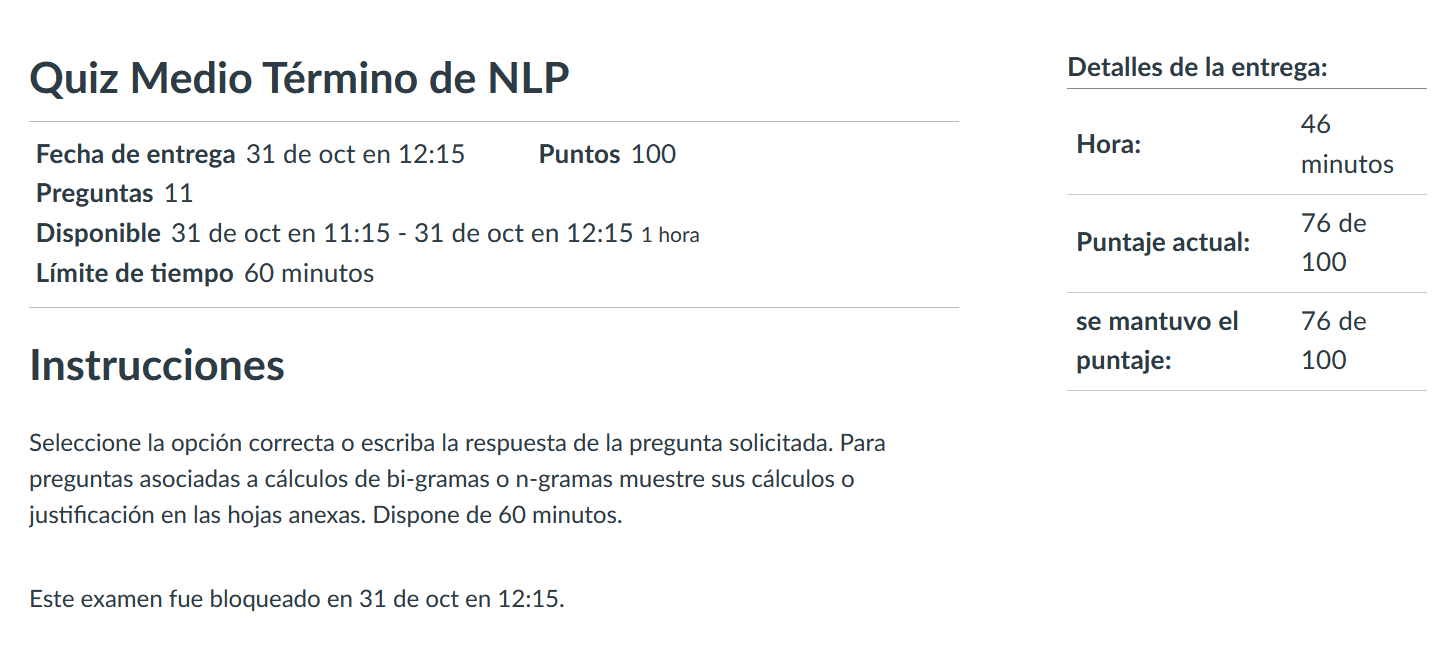 Quiz Medio Término de NLP
Fecha de entrega 31 de oct en 12:15 Puntos 100
Preguntas 11
Disponible 31 de oct en 11:15 - 31 de oct en 12:15 1 hora
Límite de tiempo 60 minutos
Instrucciones
Seleccione la opción correcta o escriba la respuesta de la pregunta solicitada. Para
preguntas asociadas a cálculos de bi-gramas o n-gramas muestre sus cálculos o
justificación en las hojas anexas. Dispone de 60 minutos.
Este examen fue bloqueado en 31 de oct en 12:15.
Detalles de la entrega:
Hora: 46
minutos
Puntaje actual: 76 de
100
se mantuvo el 76 de
puntaje: 100